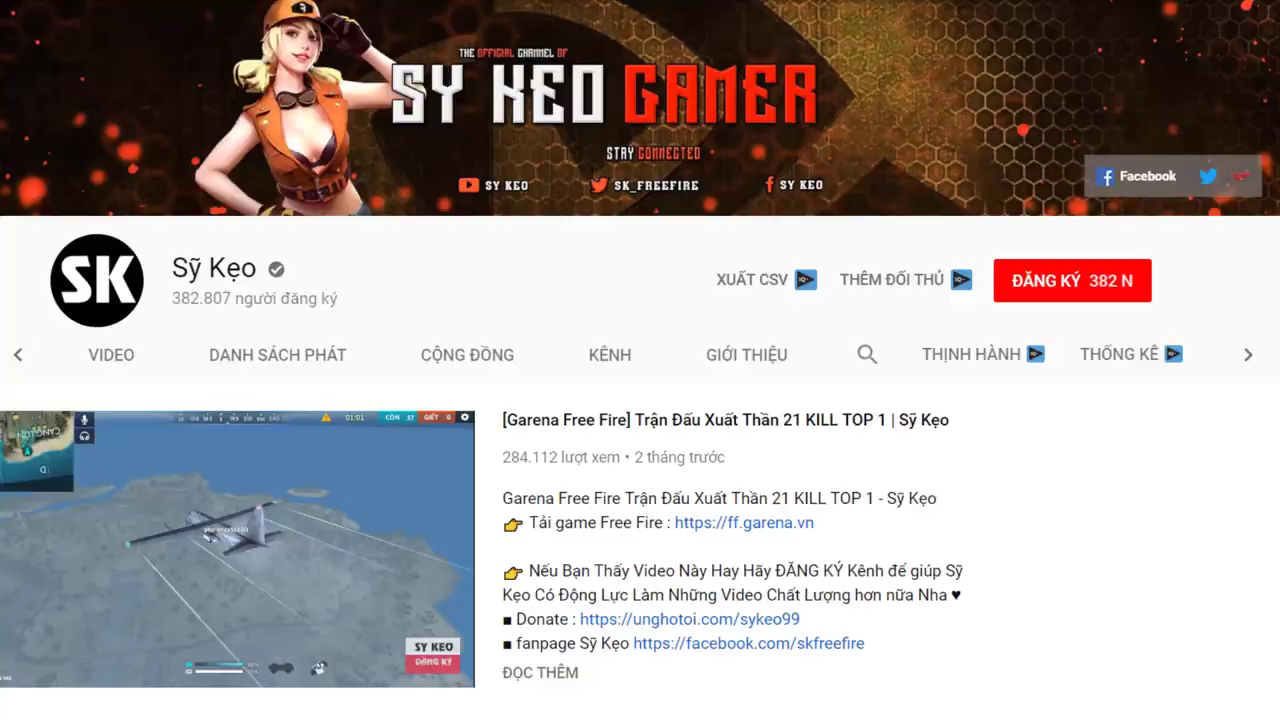 THE OFFICIAL CHANNEL OF
SY KEO GAMER
STAY CONNECTED
SY KEO
SK_FREEFIRE
SY KEO
Facebook
SK
Sỹ Kẹo
382.807 người đăng ký
XUẤT CSV
THÊM ĐỐI THỦ
ĐĂNG KÝ 382 N
VIDEO
DANH SÁCH PHÁT
CỘNG ĐỒNG
KÊNH
GIỚI THIỆU
THỊNH HÀNH
THỐNG KÊ
01:01
CÒN 37
GIẾT 0
SY KEO
ĐĂNG KÝ
[Garena Free Fire] Trận Đấu Xuất Thần 21 KILL TOP 1 | Sỹ Kẹo
284.112 lượt xem • 2 tháng trước
Garena Free Fire Trận Đấu Xuất Thần 21 KILL TOP 1 - Sỹ Kẹo
👉 Tải game Free Fire : https://ff.garena.vn
👉 Nếu Bạn Thấy Video Này Hay Hãy ĐĂNG KÝ Kênh để giúp Sỹ
Kẹo Có Động Lực Làm Những Video Chất Lượng hơn nữa Nha ♥
■ Donate : https://unghotoi.com/sykeo99
■ fanpage Sỹ Kẹo https://facebook.com/skfreefire
ĐỌC THÊM